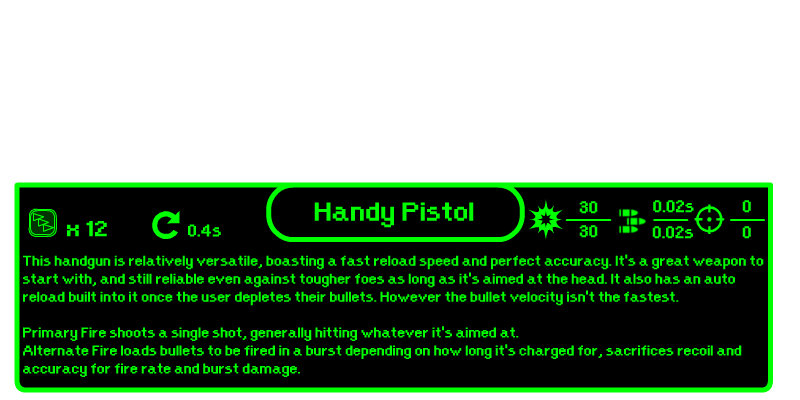 Handy Pistol
x 12
0.4s
30
30
0.02s
0.02s
0
0
This handgun is relatively versatile, boasting a fast reload speed and perfect accuracy. It's a great weapon to
start with, and still reliable even against tougher foes as long as it's aimed at the head. It also has an auto
reload built into it once the user depletes their bullets. However the bullet velocity isn't the fastest.
Primary Fire shoots a single shot, generally hitting whatever it's aimed at.
Alternate Fire loads bullets to be fired in a burst depending on how long it's charged for, sacrifices recoil and
accuracy for fire rate and burst damage.